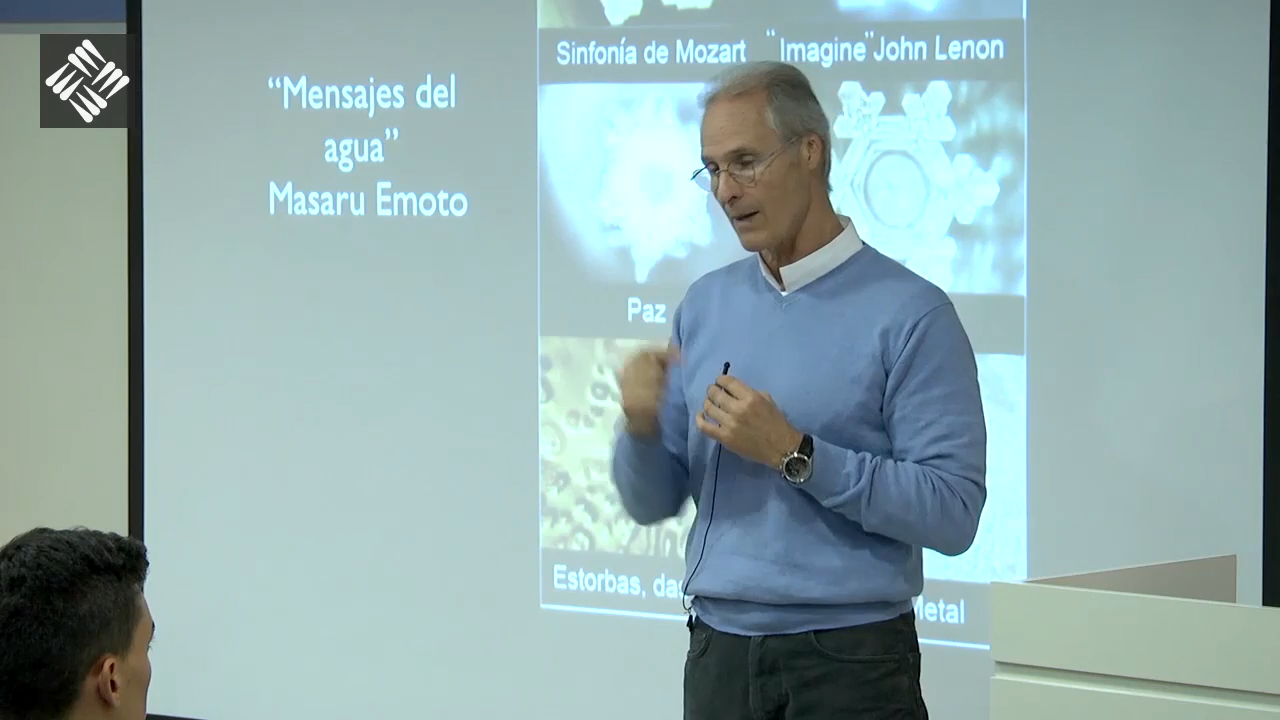 “Mensajes del
agua”
Masaru Emoto
Sinfonía de Mozart
“Imagine” John Lenon
Paz
Estorbas,
Metal